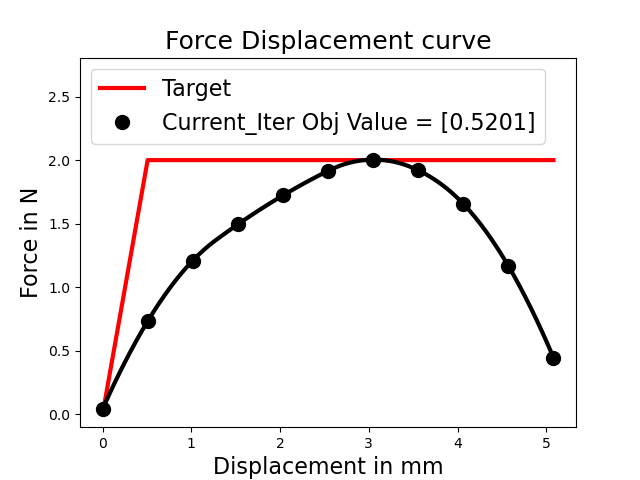 Force Displacement curve
Target
Current_Iter Obj Value = [0.5201]
2.5
2.0
1.5
1.0
0.5
0.0
Force in N
0 1 2 3 4 5
Displacement in mm